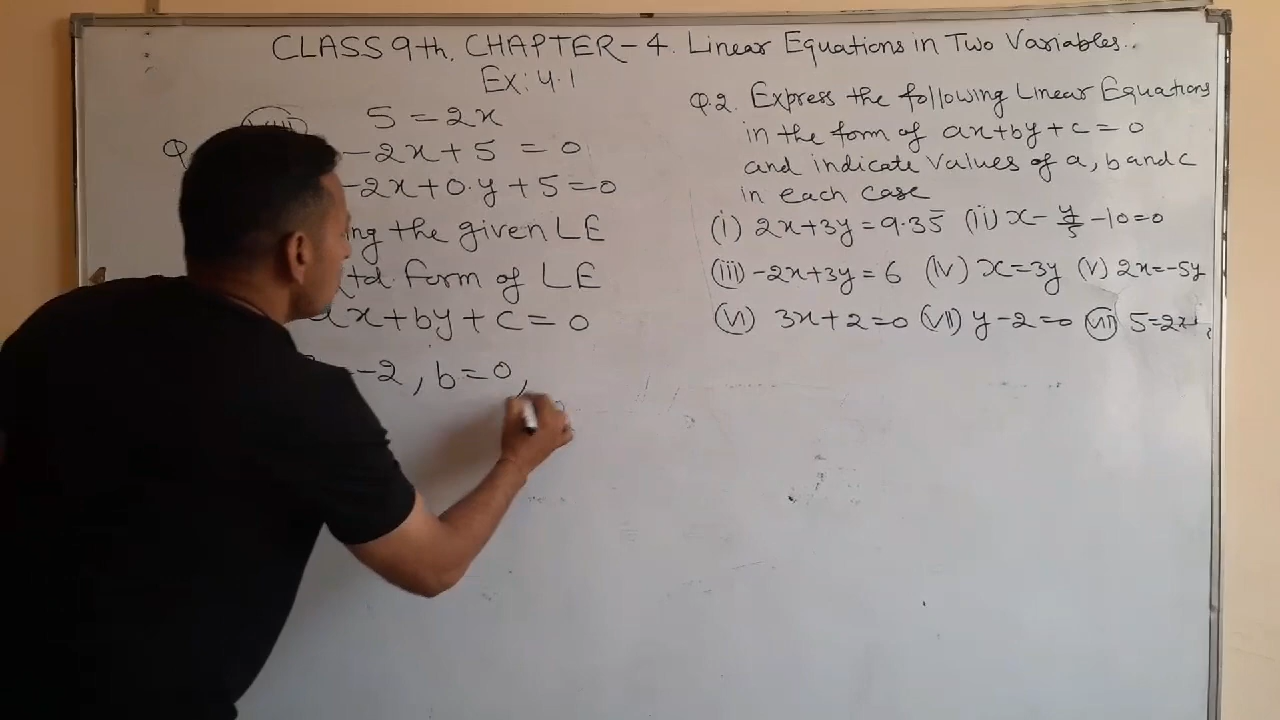 CLASS 9th, CHAPTER-4. Linear Equations in Two Variables..
Ex: 4.1
5 = 2x
Q
-2x+5 = 0
-2x+0.y+5=0
ing the given LE
td. form of LE
ax+by+c=0
-2, b=0,
Q.2. Express the following Linear Equations
in the form of ax+by+c=0
and indicate values of a, b and c
in each case
(i) 2x+3y=9.3̅5̅ (ii) x-y/5-10=0
(iii) -2x+3y=6 (iv) x=3y (v) 2x=-5y
(vi) 3x+2=0 (vii) y-2=0 (viii) 5=2x